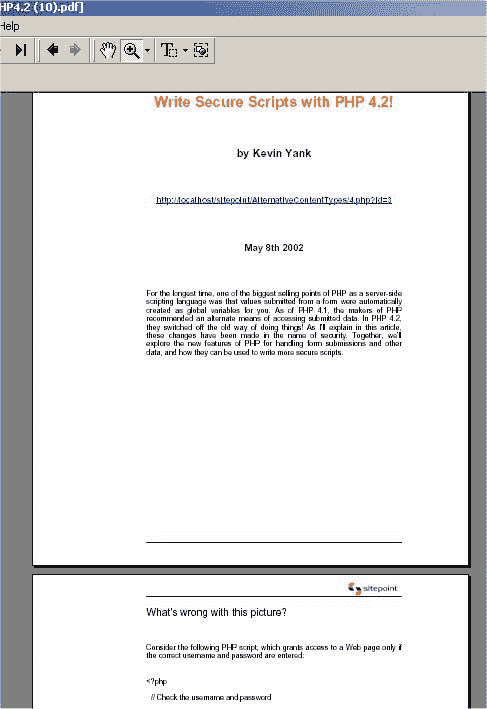 HP4.2 (10).pdf]
Help
Write Secure Scripts with PHP 4.2!
by Kevin Yank
http://localhost/sitepoint/AlternativeContentTypes/4.php?id=3
May 8th 2002
For the longest time, one of the biggest selling points of PHP as a server-side
scripting language was that values submitted from a form were automatically
created as global variables for you. As of PHP 4.1, the makers of PHP
recommended an alternate means of accessing submitted data. In PHP 4.2,
they switched off the old way of doing things! As I'll explain in this article,
these changes have been made in the name of security. Together, we'll
explore the new features of PHP for handling form submissions and other
data, and how they can be used to write more secure scripts.
sitepoint
What's wrong with this picture?
Consider the following PHP script, which grants access to a Web page only if
the correct username and password are entered:
<?php
// Check the username and password